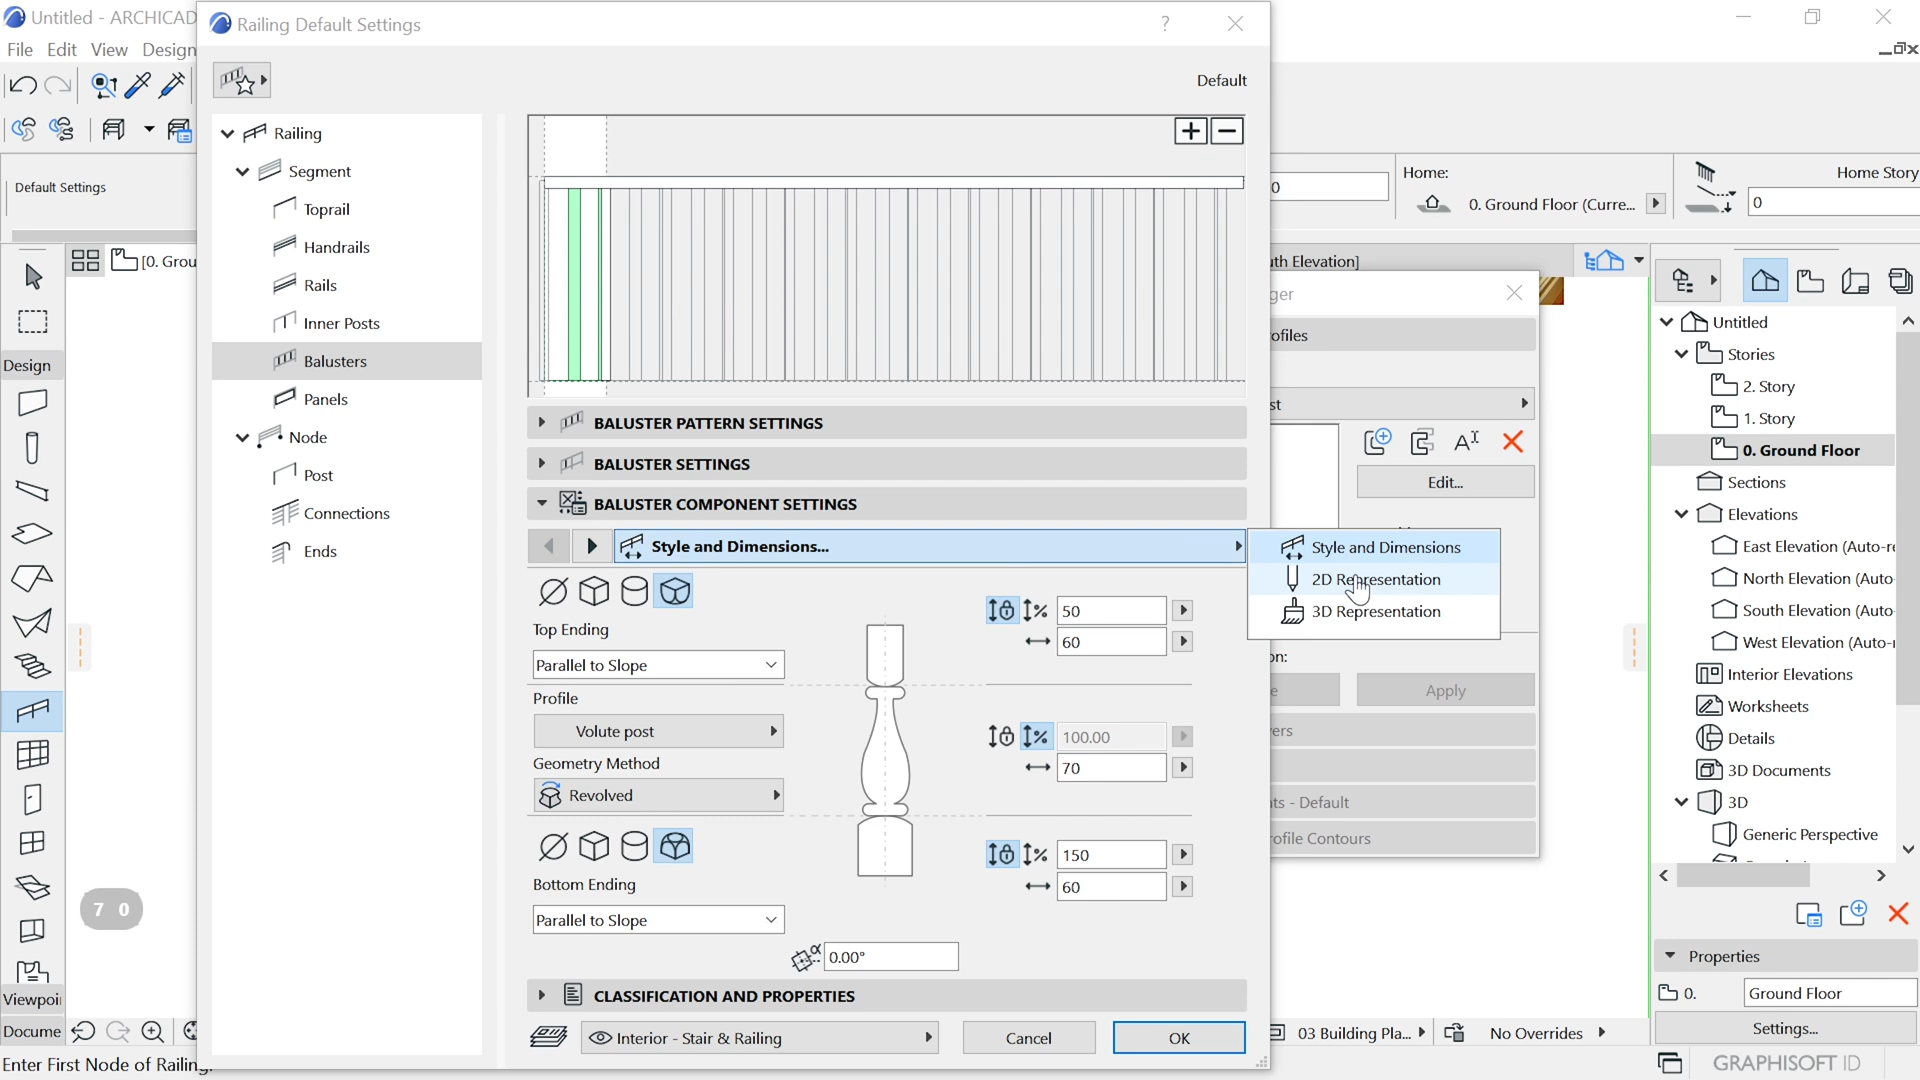 Untitled - ARCHICAD
File Edit View Design
Default Settings
[0. Grou
Design
7 0
Viewpoi
Docume
Enter First Node of Railing.
Railing Default Settings
?
Default
Railing
Segment
Toprail
Handrails
Rails
Inner Posts
Balusters
Panels
Node
Post
Connections
Ends
BALUSTER PATTERN SETTINGS
BALUSTER SETTINGS
BALUSTER COMPONENT SETTINGS
Style and Dimensions...
Style and Dimensions
2D Representation
3D Representation
50
Top Ending
60
Parallel to Slope
Profile
Volute post
100.00
Geometry Method
70
Revolved
150
Bottom Ending
60
Parallel to Slope
0.00°
CLASSIFICATION AND PROPERTIES
Interior - Stair & Railing
Cancel
OK
0
Home:
0. Ground Floor (Curre...
Home Story
0
uth Elevation]
ger
ofiles
st
Edit...
on:
e
Apply
ers
ts - Default
ofile Contours
03 Building Pla...
No Overrides
Untitled
Stories
2. Story
1. Story
0. Ground Floor
Sections
Elevations
East Elevation (Auto-re
North Elevation (Auto
South Elevation (Auto
West Elevation (Auto-r
Interior Elevations
Worksheets
Details
3D Documents
3D
Generic Perspective
Properties
0.
Ground Floor
Settings...
GRAPHISOFT ID